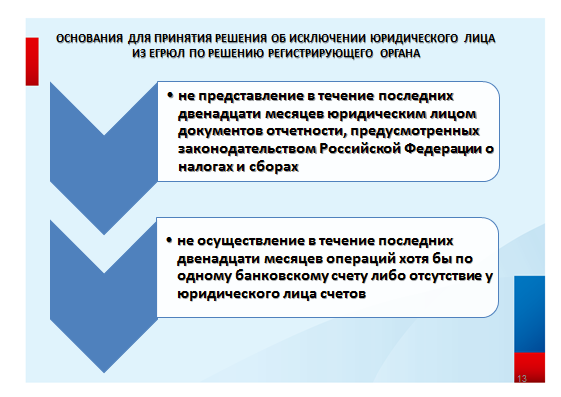 ОСНОВАНИЯ ДЛЯ ПРИНЯТИЯ РЕШЕНИЯ ОБ ИСКЛЮЧЕНИИ ЮРИДИЧЕСКОГО ЛИЦА
ИЗ ЕГРЮЛ ПО РЕШЕНИЮ РЕГИСТРИРУЮЩЕГО ОРГАНА
• не представление в течение последних
двенадцати месяцев юридическим лицом
документов отчетности, предусмотренных
законодательством Российской Федерации о
налогах и сборах
• не осуществление в течение последних
двенадцати месяцев операций хотя бы по
одному банковскому счету либо отсутствие у
юридического лица счетов
13